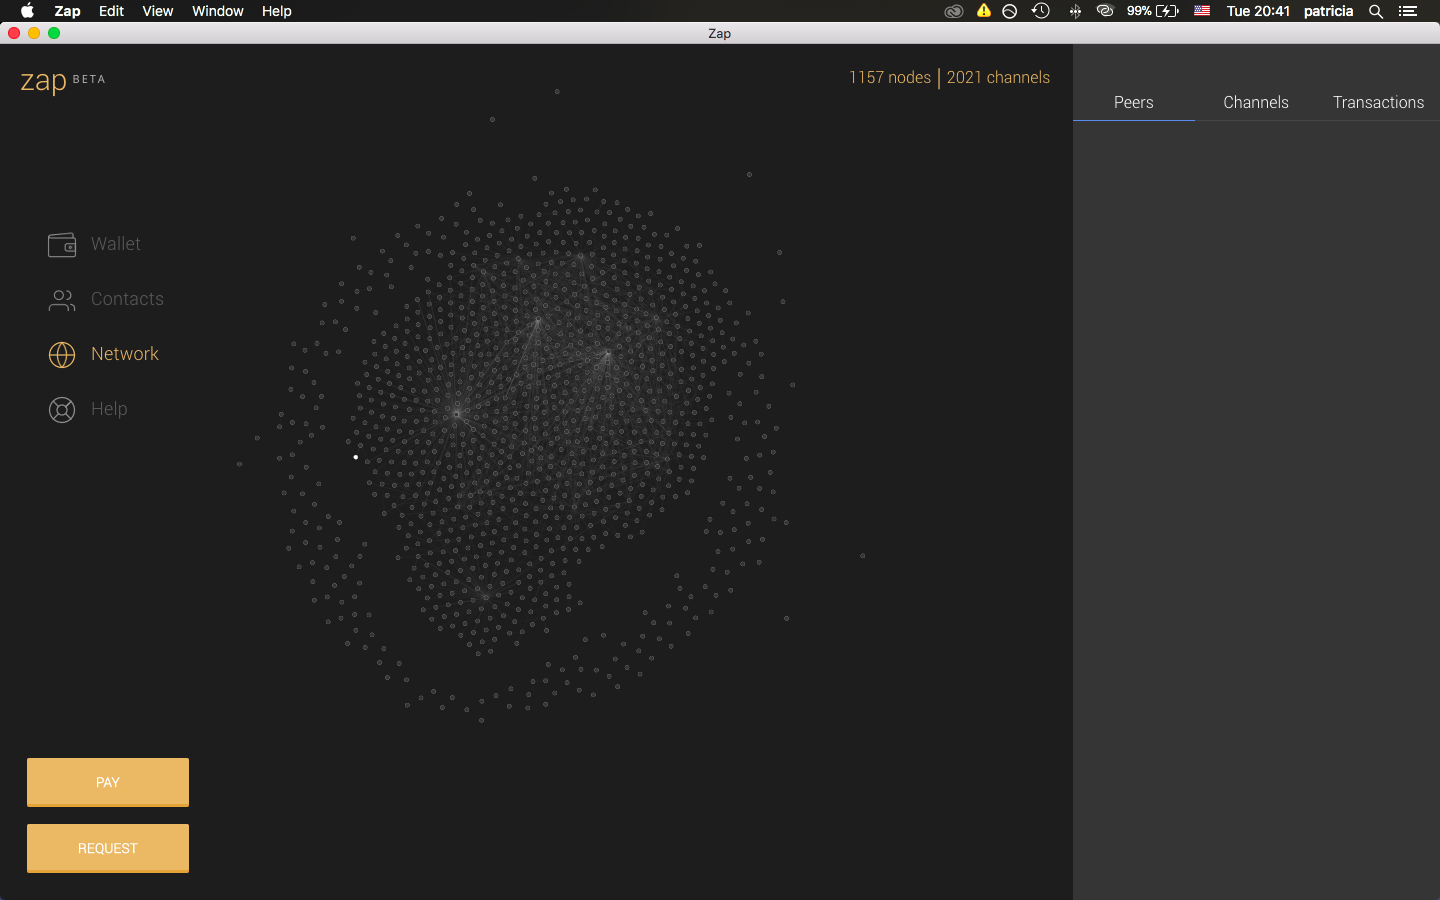 Zap Edit View Window Help 99% Tue 20:41 patricia
Zap
zap BETA
1157 nodes | 2021 channels
Peers Channels Transactions
Wallet
Contacts
Network
Help
PAY
REQUEST